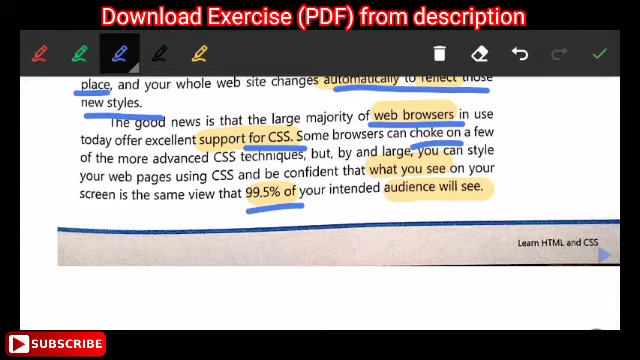 Download Exercise (PDF) from description
place, and your whole web site changes automatically to reflect those
new styles.
The good news is that the large majority of web browsers in use
today offer excellent support for CSS. Some browsers can choke on a few
of the more advanced CSS techniques, but, by and large, you can style
your web pages using CSS and be confident that what you see on your
screen is the same view that 99.5% of your intended audience will see.
Learn HTML and CSS
SUBSCRIBE